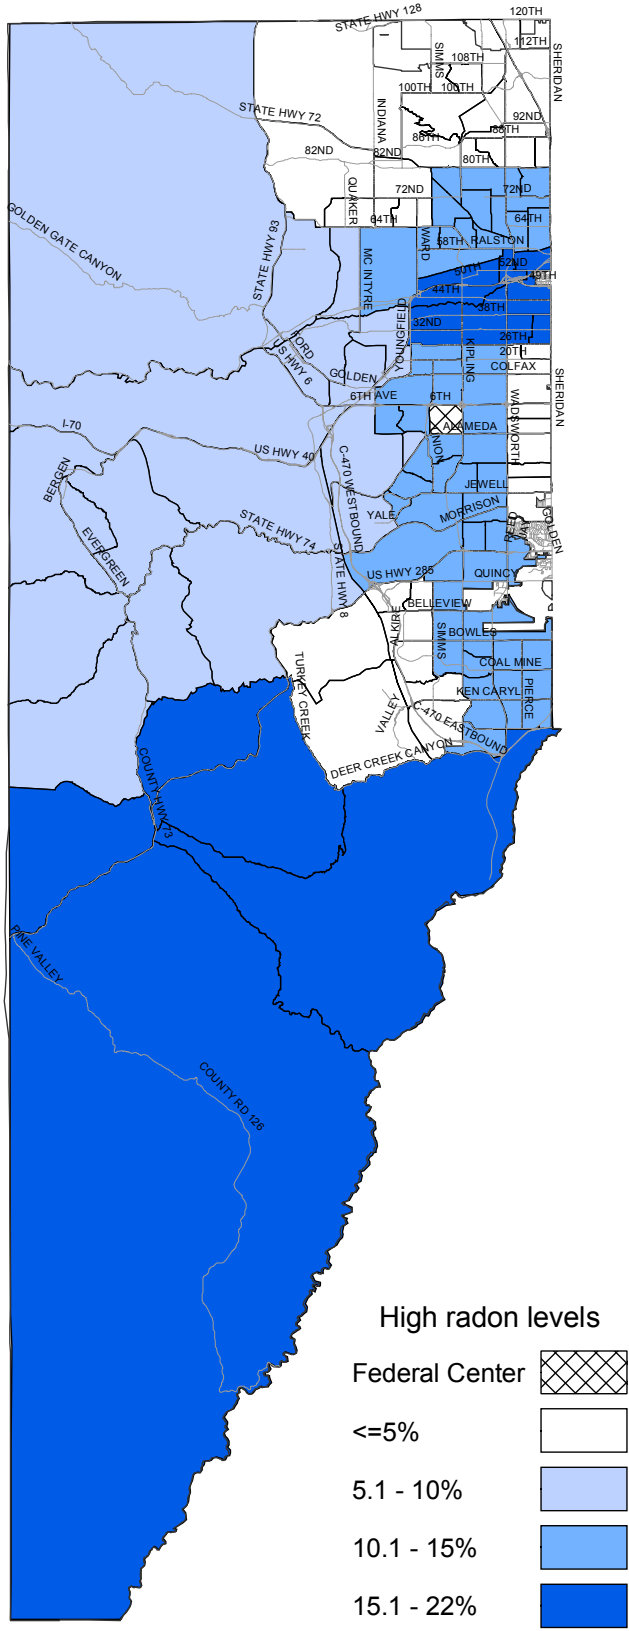 120TH
STATE HWY 128
112TH
SHERIDAN
SIMMS
108TH
100TH
100TH
INDIANA
STATE HWY 72
92ND
88TH
86TH
82ND
82ND
80TH
QUAKER
72ND
72ND
GOLDEN GATE CANYON
64TH
64TH
STATE HWY 93
WARD
58TH
RALSTON
MC INTYRE
52ND
50TH
49TH
44TH
38TH
YOUNGFIELD
32ND
26TH
FORD
US HWY 6
KIPLING
20TH
COLFAX
GOLDEN
SHERIDAN
6TH AVE
6TH
WADSWORTH
I-70
ALAMEDA
UNION
US HWY 40
C-470 WESTBOUND
BERGEN
JEWELL
MORRISON
YALE
STATE HWY 74
REED
WAY
GOLDEN
EVERGREEN
STATE HWY 8
US HWY 285
QUINCY
BELLEVIEW
ALKIRE
SIMMS
BOWLES
TURKEY CREEK
COAL MINE
KEN CARYL
PIERCE
VALLEY
C-470 EASTBOUND
DEER CREEK CANYON
COUNTY HWY 73
PINE VALLEY
COUNTY RD 126
High radon levels
Federal Center
<=5%
5.1 - 10%
10.1 - 15%
15.1 - 22%